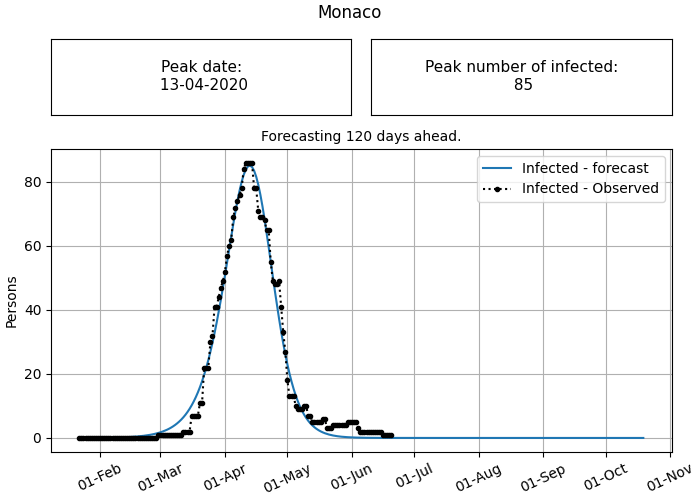 Monaco
Peak date:
13-04-2020
Peak number of infected:
85
Forecasting 120 days ahead.
Infected - forecast
Infected - Observed
Persons
80
60
40
20
0
01-Feb
01-Mar
01-Apr
01-May
01-Jun
01-Jul
01-Aug
01-Sep
01-Oct
01-Nov